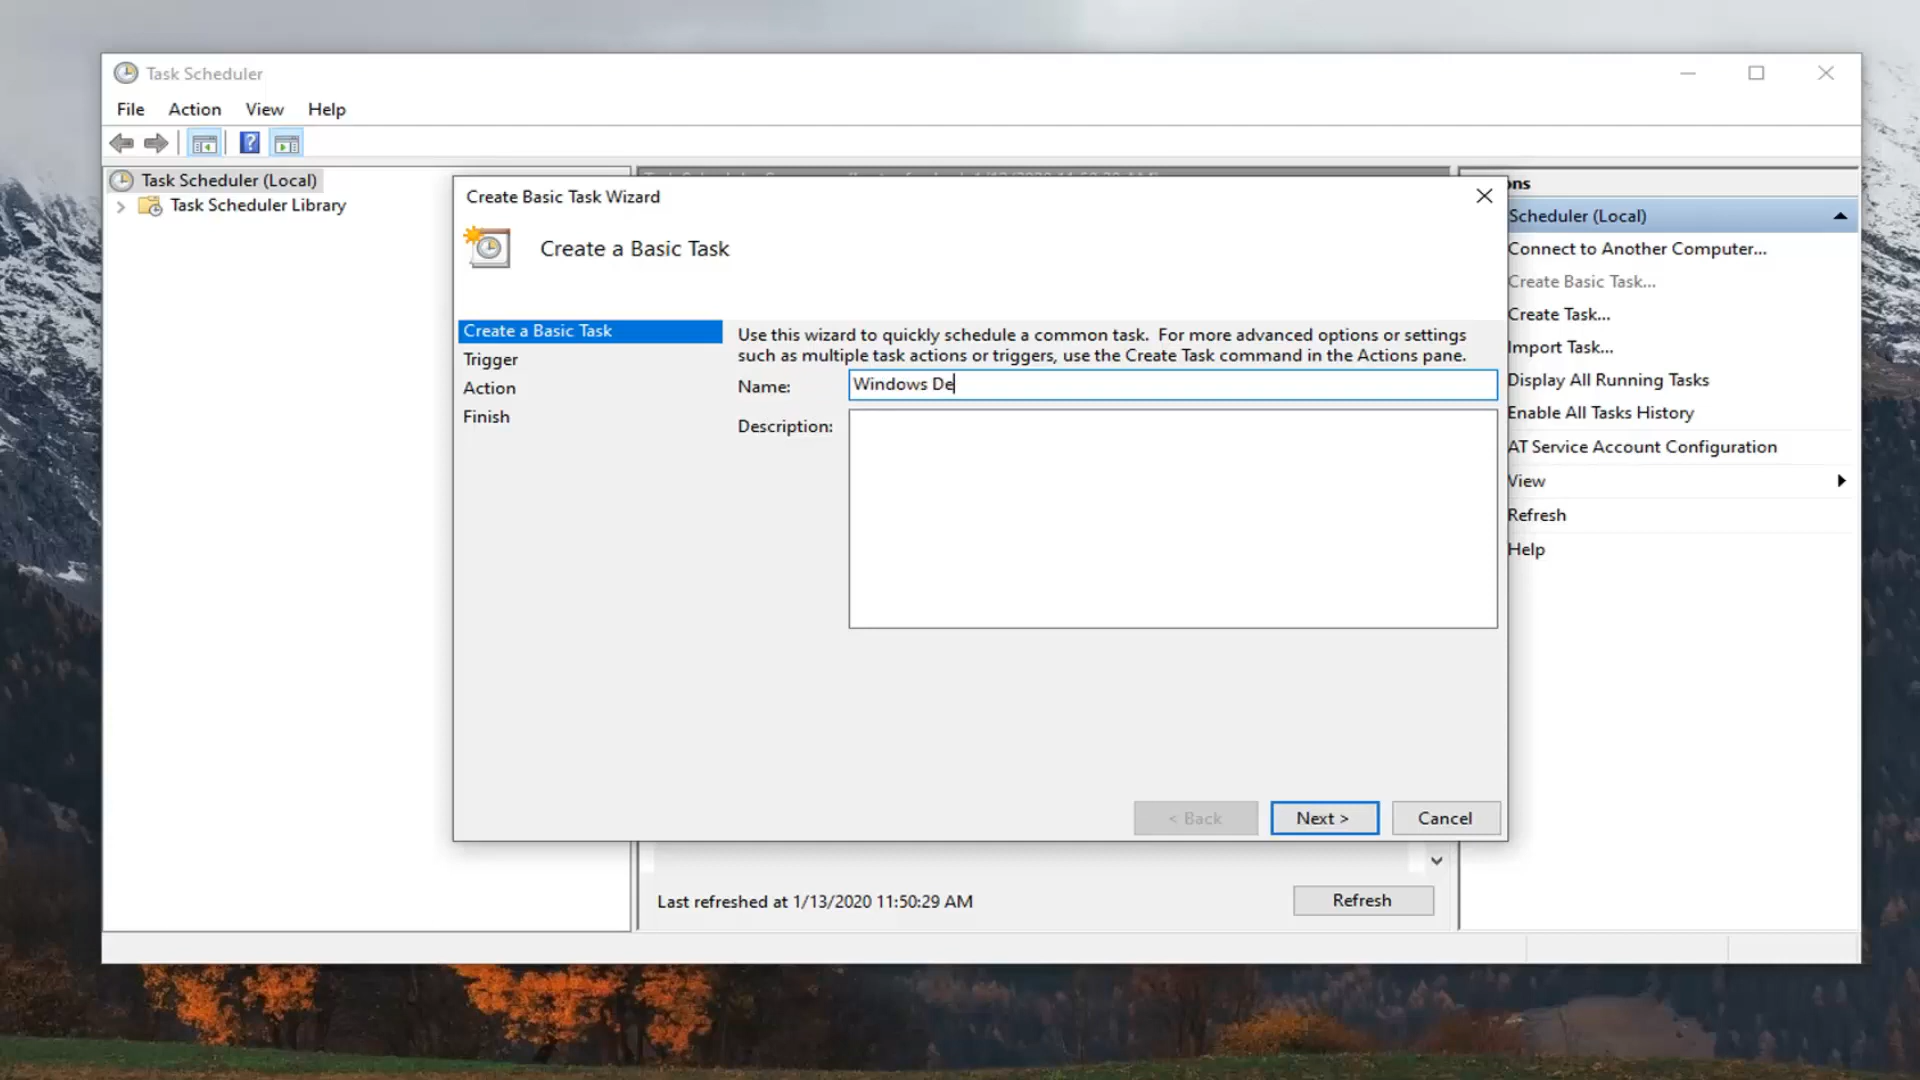 Task Scheduler
File Action View Help
Task Scheduler (Local)
Task Scheduler Library
Create Basic Task Wizard
Create a Basic Task
Create a Basic Task
Trigger
Action
Finish
Use this wizard to quickly schedule a common task. For more advanced options or settings
such as multiple task actions or triggers, use the Create Task command in the Actions pane.
Name: Windows De
Description:
< Back Next > Cancel
Last refreshed at 1/13/2020 11:50:29 AM Refresh
ons
Scheduler (Local)
Connect to Another Computer...
Create Basic Task...
Create Task...
Import Task...
Display All Running Tasks
Enable All Tasks History
AT Service Account Configuration
View
Refresh
Help